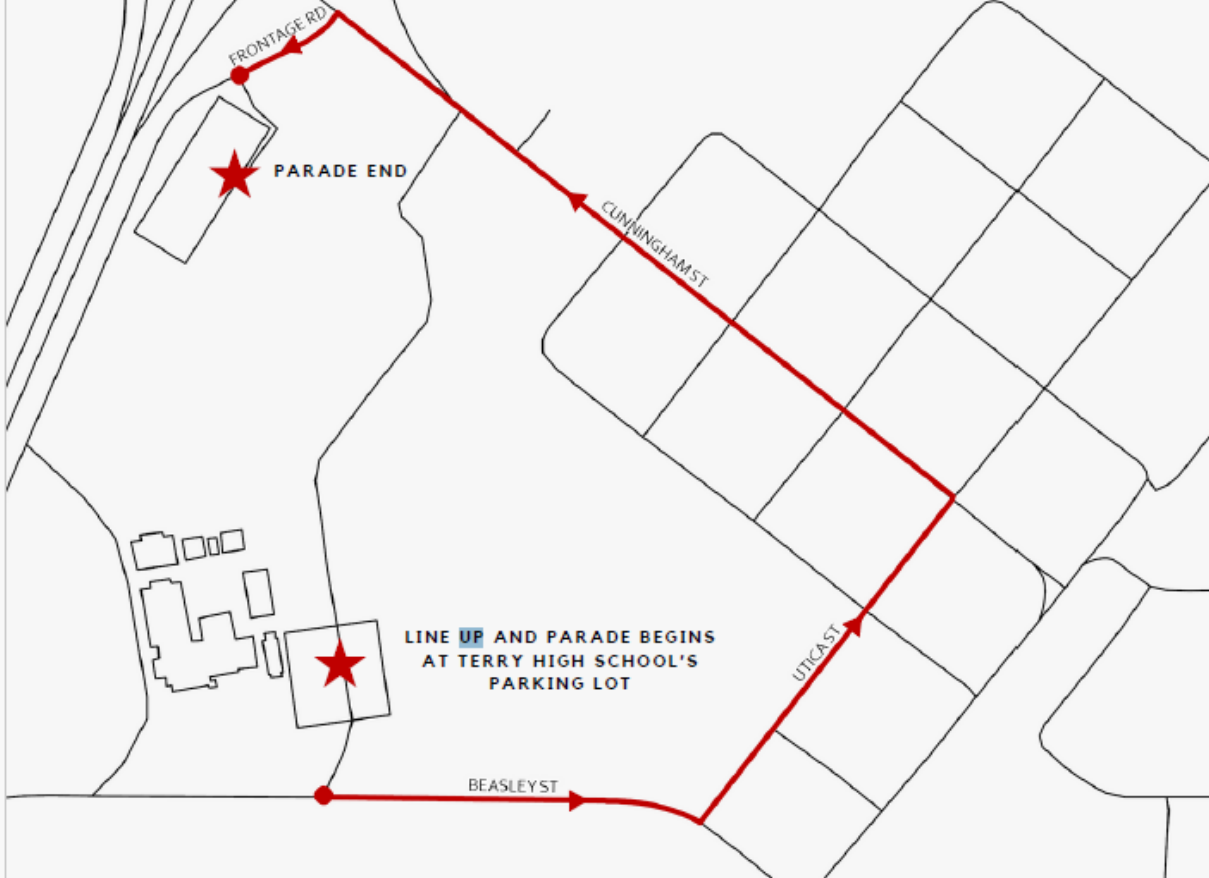 FRONTAGE RD
PARADE END
CUNNINGHAM ST
LINE UP AND PARADE BEGINS
AT TERRY HIGH SCHOOL'S
PARKING LOT
UTICA ST
BEASLEY ST